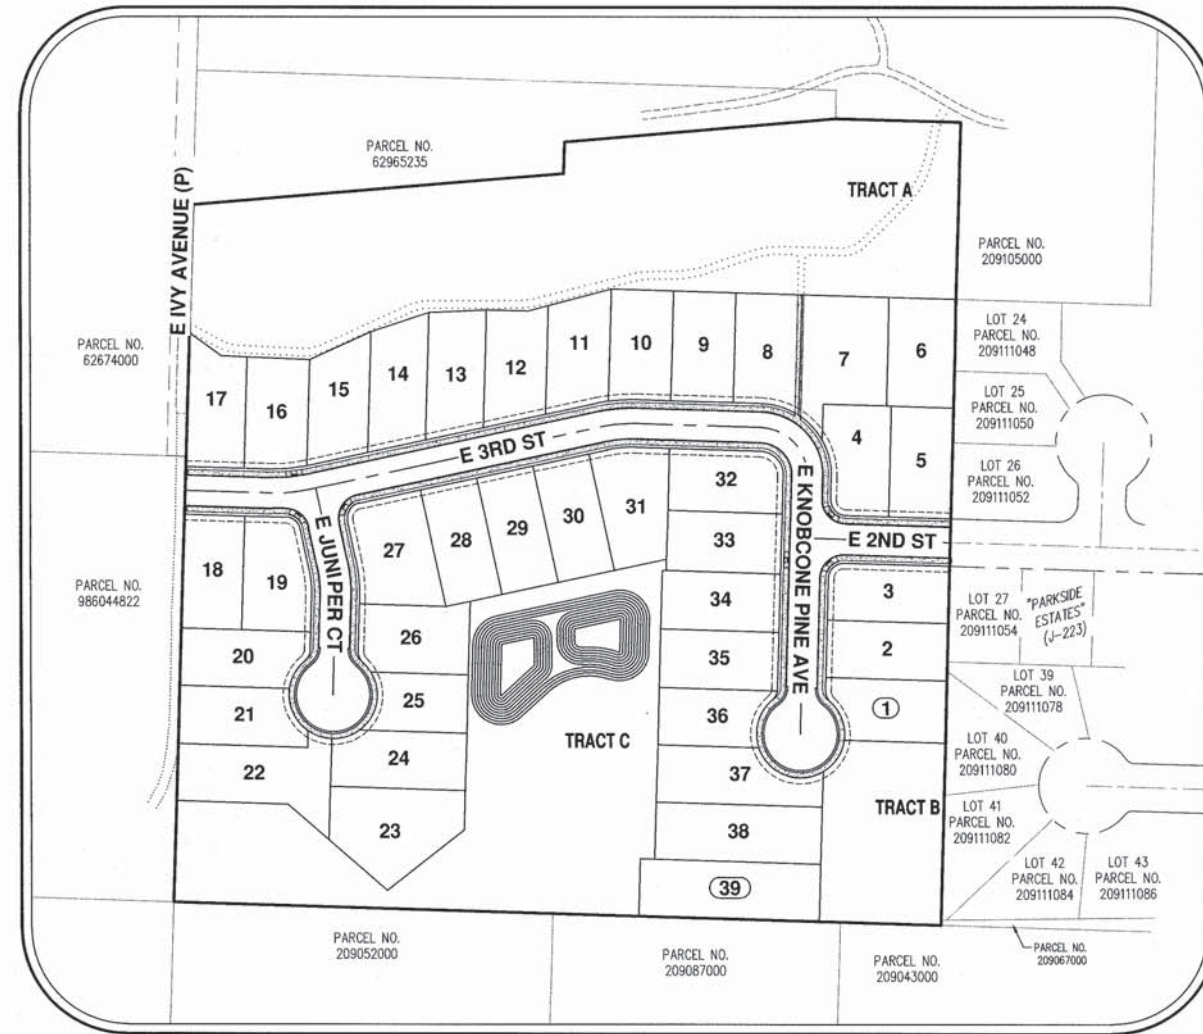 PARCEL NO.
62965235
TRACT A
E IVY AVENUE (P)
PARCEL NO.
209105000
PARCEL NO.
62674000
LOT 24
PARCEL NO.
209111048
17
16
15
14
13
12
11
10
9
8
7
6
LOT 25
PARCEL NO.
209111050
4
5
E 3RD ST
LOT 26
PARCEL NO.
209111052
32
31
30
29
28
27
33
E KNOBCONE PINE AVE
E 2ND ST
E JUNIPER CT
18
19
PARCEL NO.
986044822
34
3
LOT 27
PARCEL NO.
209111054
"PARKSIDE
ESTATES"
(J-223)
20
26
35
2
LOT 39
PARCEL NO.
209111078
21
25
36
1
TRACT C
LOT 40
PARCEL NO.
209111080
22
24
37
TRACT B
LOT 41
PARCEL NO.
209111082
23
38
LOT 42
PARCEL NO.
209111084
LOT 43
PARCEL NO.
209111086
39
PARCEL NO.
209052000
PARCEL NO.
209087000
PARCEL NO.
209043000
PARCEL NO.
209067000